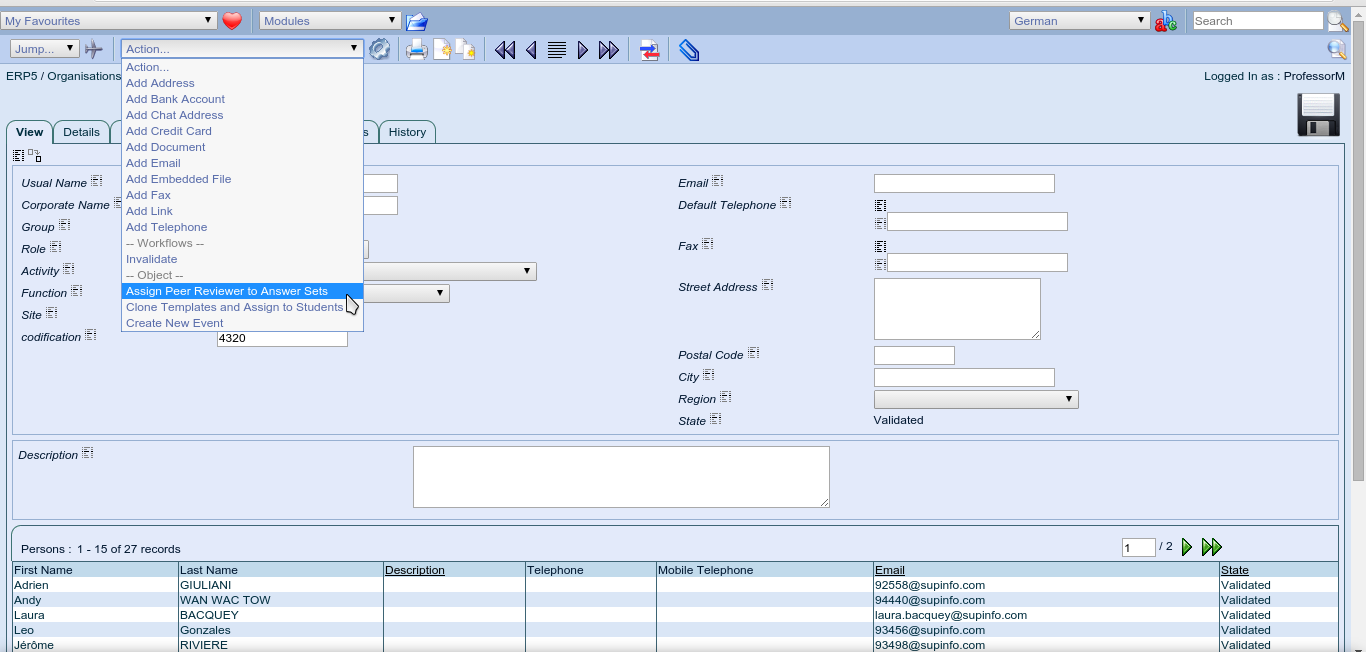 My Favourites Modules German Search
Jump... Action...
Action...
ERP5 / Organisations Logged In as : ProfessorM
Add Address
Add Bank Account
Add Chat Address
Add Credit Card
Add Document
Add Email
Add Embedded File
Add Fax
Add Link
Add Telephone
-- Workflows --
Invalidate
-- Object --
Assign Peer Reviewer to Answer Sets
Clone Templates and Assign to Students
Create New Event
View Details s History
Usual Name
Corporate Name
Group
Role
Activity
Function
Site
codification 4320
Email
Default Telephone
Fax
Street Address
Postal Code
City
Region
State Validated
Description
Persons : 1 - 15 of 27 records 1 / 2
First Name Last Name Description Telephone Mobile Telephone Email State
Adrien GIULIANI 92558@supinfo.com Validated
Andy WAN WAC TOW 94440@supinfo.com Validated
Laura BACQUEY laura.bacquey@supinfo.com Validated
Leo Gonzales 93456@supinfo.com Validated
Jérôme RIVIERE 93498@supinfo.com Validated